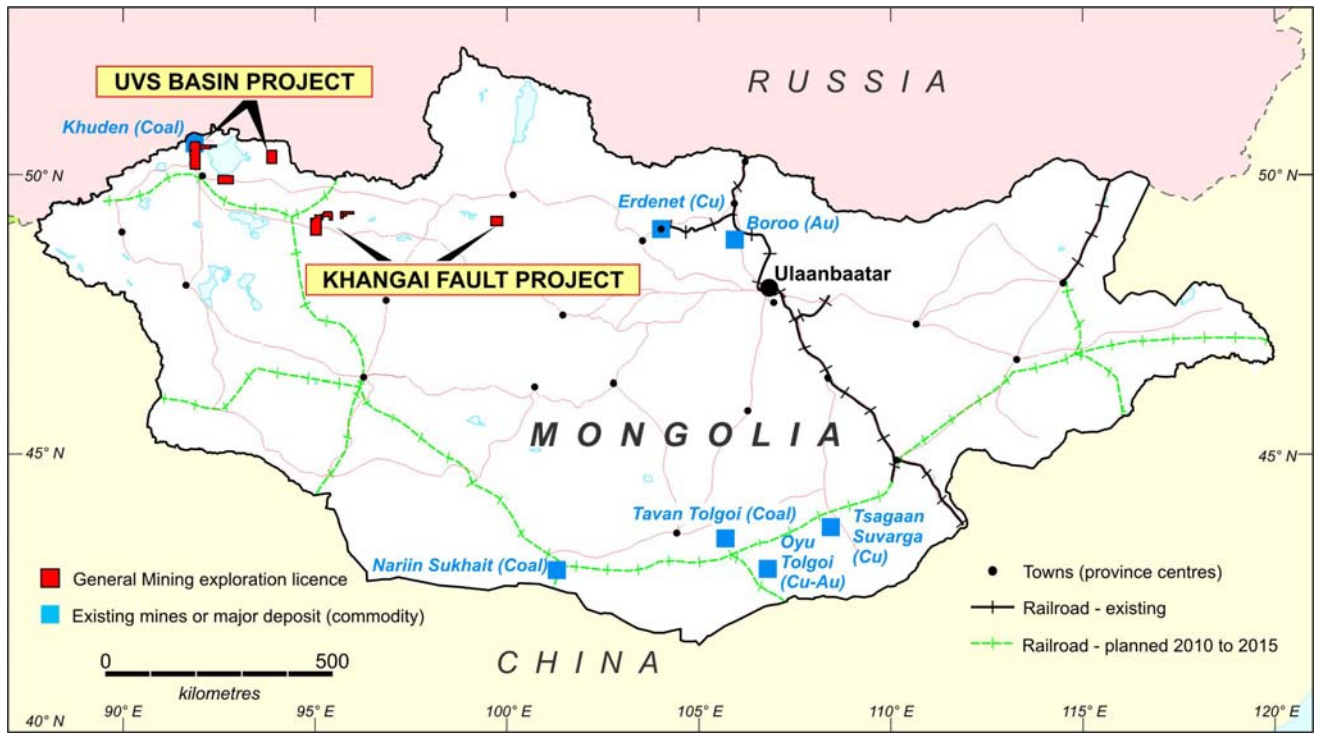 UVS BASIN PROJECT
R U S S I A
Khuden (Coal)
50° N
50° N
Erdenet (Cu)
Boroo (Au)
KHANGAI FAULT PROJECT
Ulaanbaatar
M O N G O L I A
45° N
45° N
Tavan Tolgoi (Coal)
Tsagaan
Suvarga
(Cu)
Oyu
Tolgoi
(Cu-Au)
Nariin Sukhait (Coal)
General Mining exploration licence
Existing mines or major deposit (commodity)
Towns (province centres)
Railroad - existing
Railroad - planned 2010 to 2015
0 500
kilometres
C H I N A
40° N
90° E
95° E
100° E
105° E
110° E
115° E
120° E